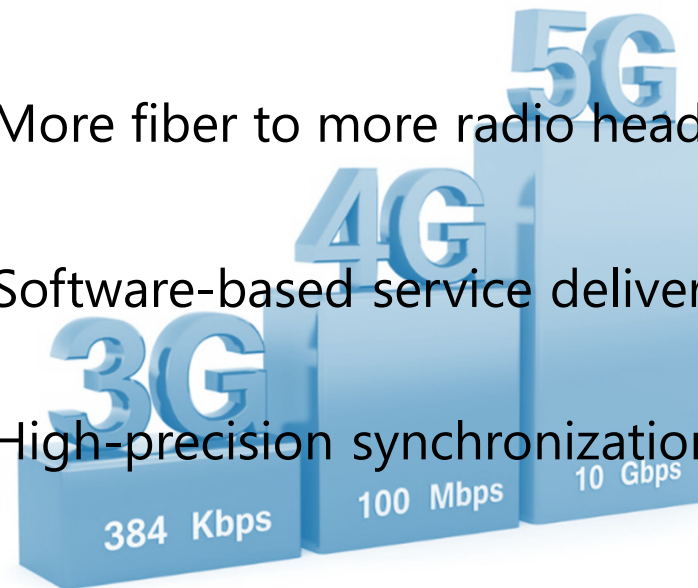 5G
More fiber to more radio head
4G
Software-based service deliver
3G
High-precision synchronization
10 Gbps
100 Mbps
384 Kbps